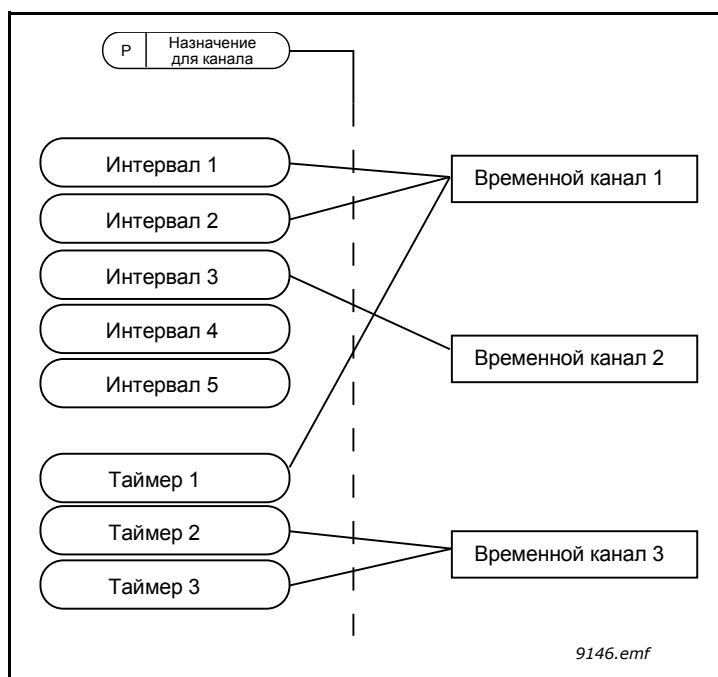 P
Назначение
для канала
Интервал 1
Временной канал 1
Интервал 2
Интервал 3
Интервал 4
Временной канал 2
Интервал 5
Таймер 1
Таймер 2
Временной канал 3
Таймер 3
9146.emf